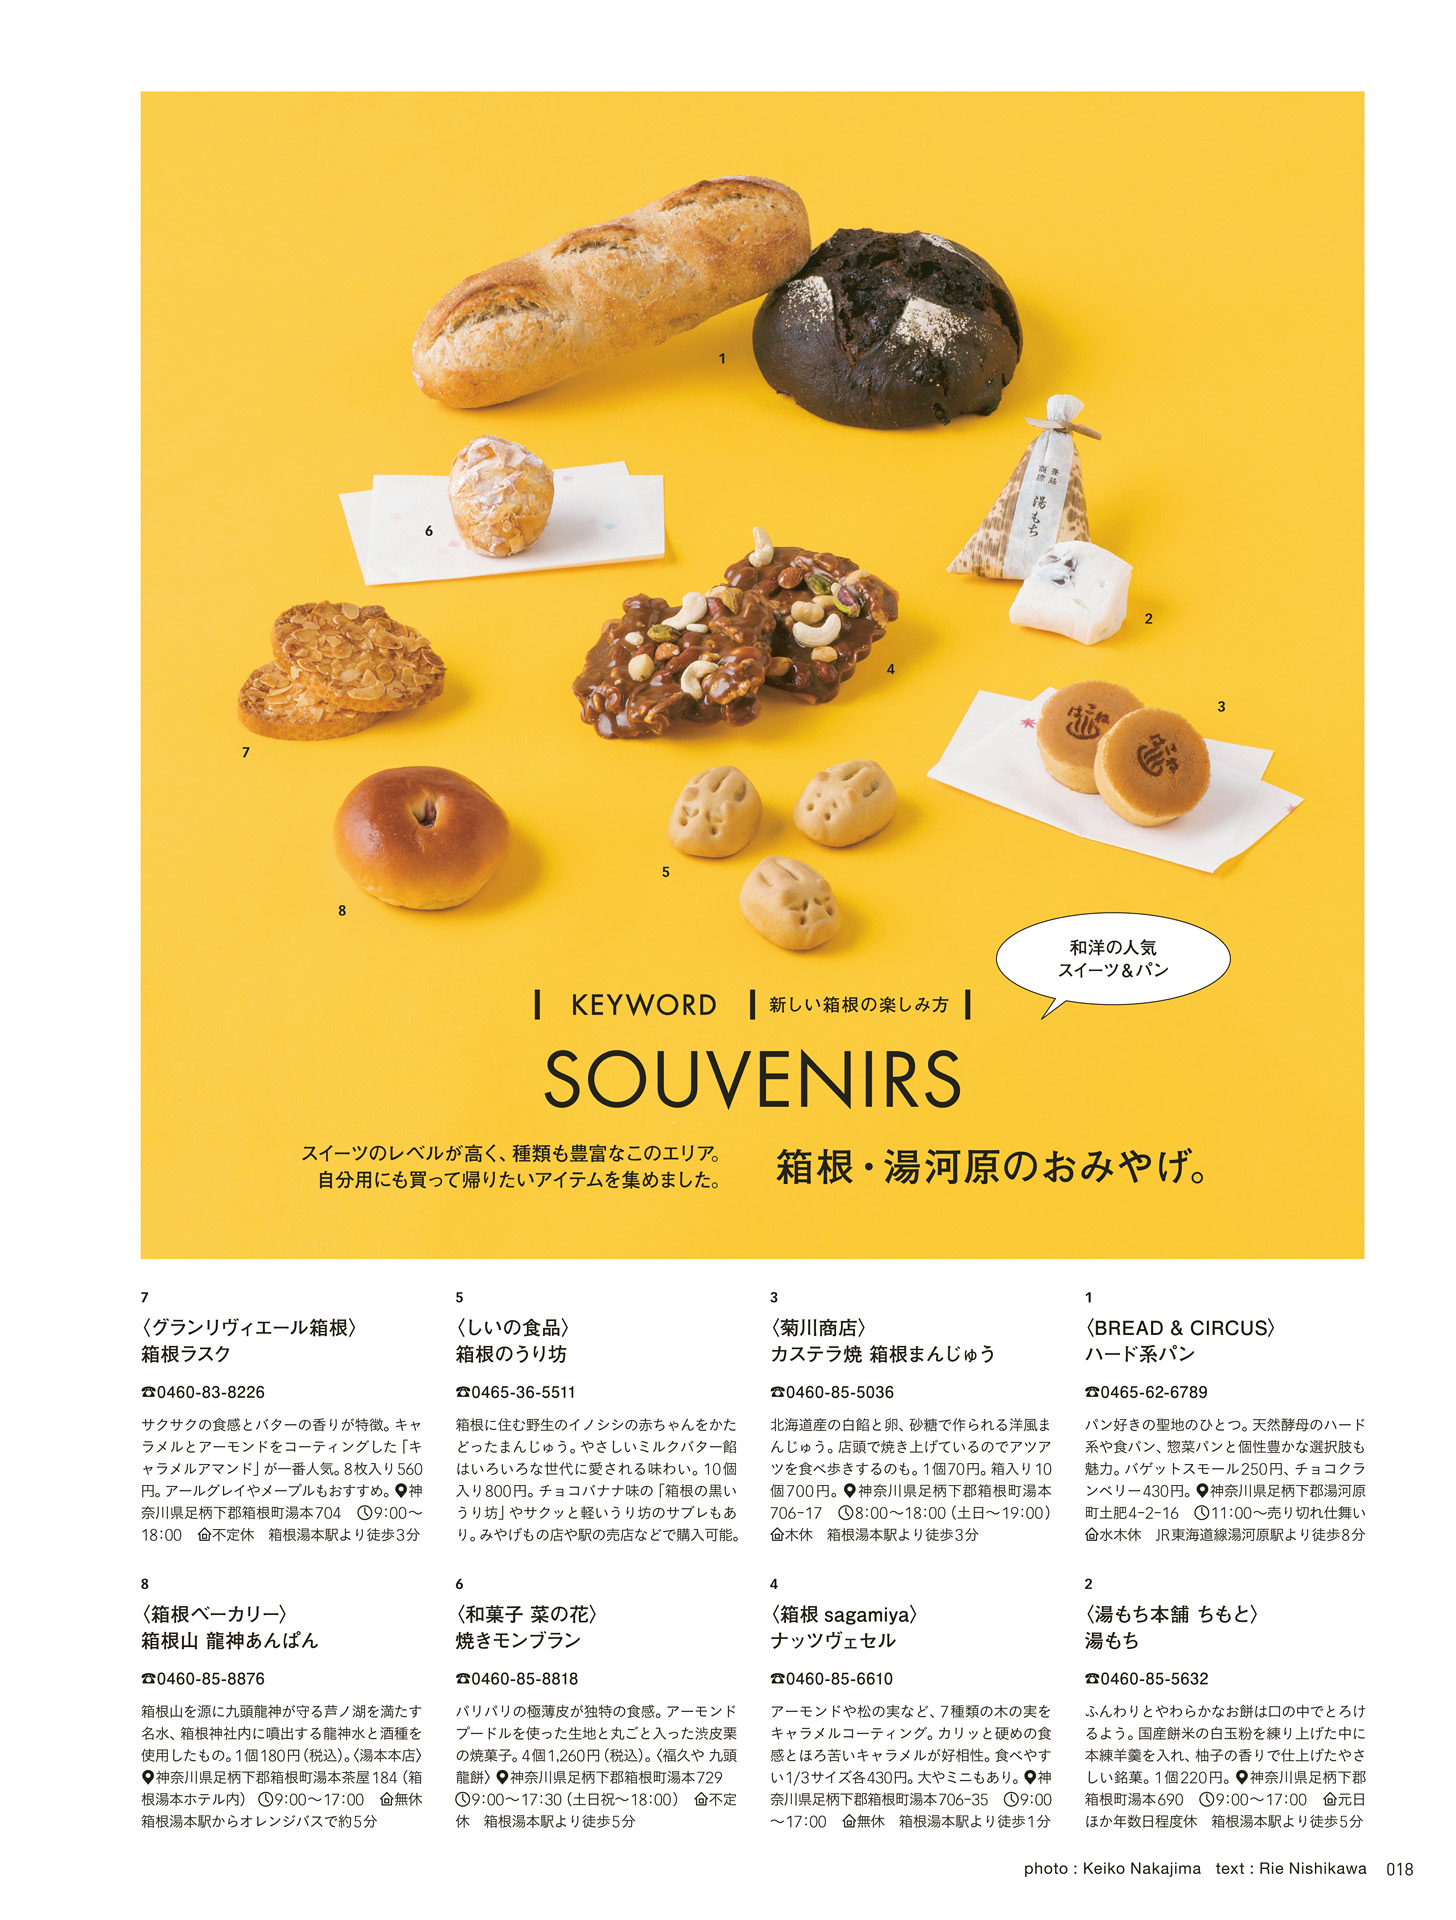 1
6
登録
商標
湯もち
2
4
3
はこね
7
5
8
和洋の人気
スイーツ&パン
KEYWORD
新しい箱根の楽しみ方
SOUVENIRS
箱根・湯河原のおみやげ。
スイーツのレベルが高く、種類も豊富なこのエリア。
自分用にも買って帰りたいアイテムを集めました。
1
〈BREAD & CIRCUS〉
ハード系パン
☎0465-62-6789
パン好きの聖地のひとつ。天然酵母のハード
系や食パン、惣菜パンと個性豊かな選択肢も
魅力。バゲットスモール250円、チョコクラ
ンベリー430円。神奈川県足柄下郡湯河原
町土肥4-2-16 11:00〜売り切れ仕舞い
水木休 JR東海道線湯河原駅より徒歩8分
2
〈湯もち本舗 ちもと〉
湯もち
☎0460-85-5632
ふんわりとやわらかなお餅は口の中でとろけ
るよう。国産餅米の白玉粉を練り上げた中に
本練羊羹を入れ、柚子の香りで仕上げたやさ
しい銘菓。1個220円。神奈川県足柄下郡
箱根町湯本690 9:00〜17:00 元日
ほか年数日程度休 箱根湯本駅より徒歩5分
3
〈菊川商店〉
カステラ焼 箱根まんじゅう
☎0460-85-5036
北海道産の白餡と卵、砂糖で作られる洋風ま
んじゅう。店頭で焼き上げているのでアツア
ツを食べ歩きするのも。1個70円。箱入り10
個700円。神奈川県足柄下郡箱根町湯本
706-17 8:00〜18:00(土日〜19:00)
木休 箱根湯本駅より徒歩3分
4
〈箱根 sagamiya〉
ナッツヴェセル
☎0460-85-6610
アーモンドや松の実など、7種類の木の実を
キャラメルコーティング。カリッと硬めの食
感とほろ苦いキャラメルが好相性。食べやす
い1/3サイズ各430円。大やミニもあり。神
奈川県足柄下郡箱根町湯本706-35 9:00
〜17:00 無休 箱根湯本駅より徒歩1分
5
〈しいの食品〉
箱根のうり坊
☎0465-36-5511
箱根に住む野生のイノシシの赤ちゃんをかた
どったまんじゅう。やさしいミルクバター餡
はいろいろな世代に愛される味わい。10個
入り800円。チョコバナナ味の「箱根の黒い
うり坊」やサクッと軽いうり坊のサブレもあ
り。みやげもの店や駅の売店などで購入可能。
6
〈和菓子 菜の花〉
焼きモンブラン
☎0460-85-8818
パリパリの極薄皮が独特の食感。アーモンド
プードルを使った生地と丸ごと入った渋皮栗
の焼菓子。4個1,260円(税込)。〈福久や 九頭
龍餅〉神奈川県足柄下郡箱根町湯本729
9:00〜17:30(土日祝〜18:00) 不定
休 箱根湯本駅より徒歩5分
7
〈グランリヴィエール箱根〉
箱根ラスク
☎0460-83-8226
サクサクの食感とバターの香りが特徴。キャ
ラメルとアーモンドをコーティングした「キ
ャラメルアマンド」が一番人気。8枚入り560
円。アールグレイやメープルもおすすめ。神
奈川県足柄下郡箱根町湯本704 9:00〜
18:00 不定休 箱根湯本駅より徒歩3分
8
〈箱根ベーカリー〉
箱根山 龍神あんぱん
☎0460-85-8876
箱根山を源に九頭龍神が守る芦ノ湖を満たす
名水、箱根神社内に噴出する龍神水と酒種を
使用したもの。1個180円(税込)。〈湯本本店〉
神奈川県足柄下郡箱根町湯本茶屋184(箱
根湯本ホテル内) 9:00〜17:00 無休
箱根湯本駅からオレンジバスで約5分
photo : Keiko Nakajima text : Rie Nishikawa
018